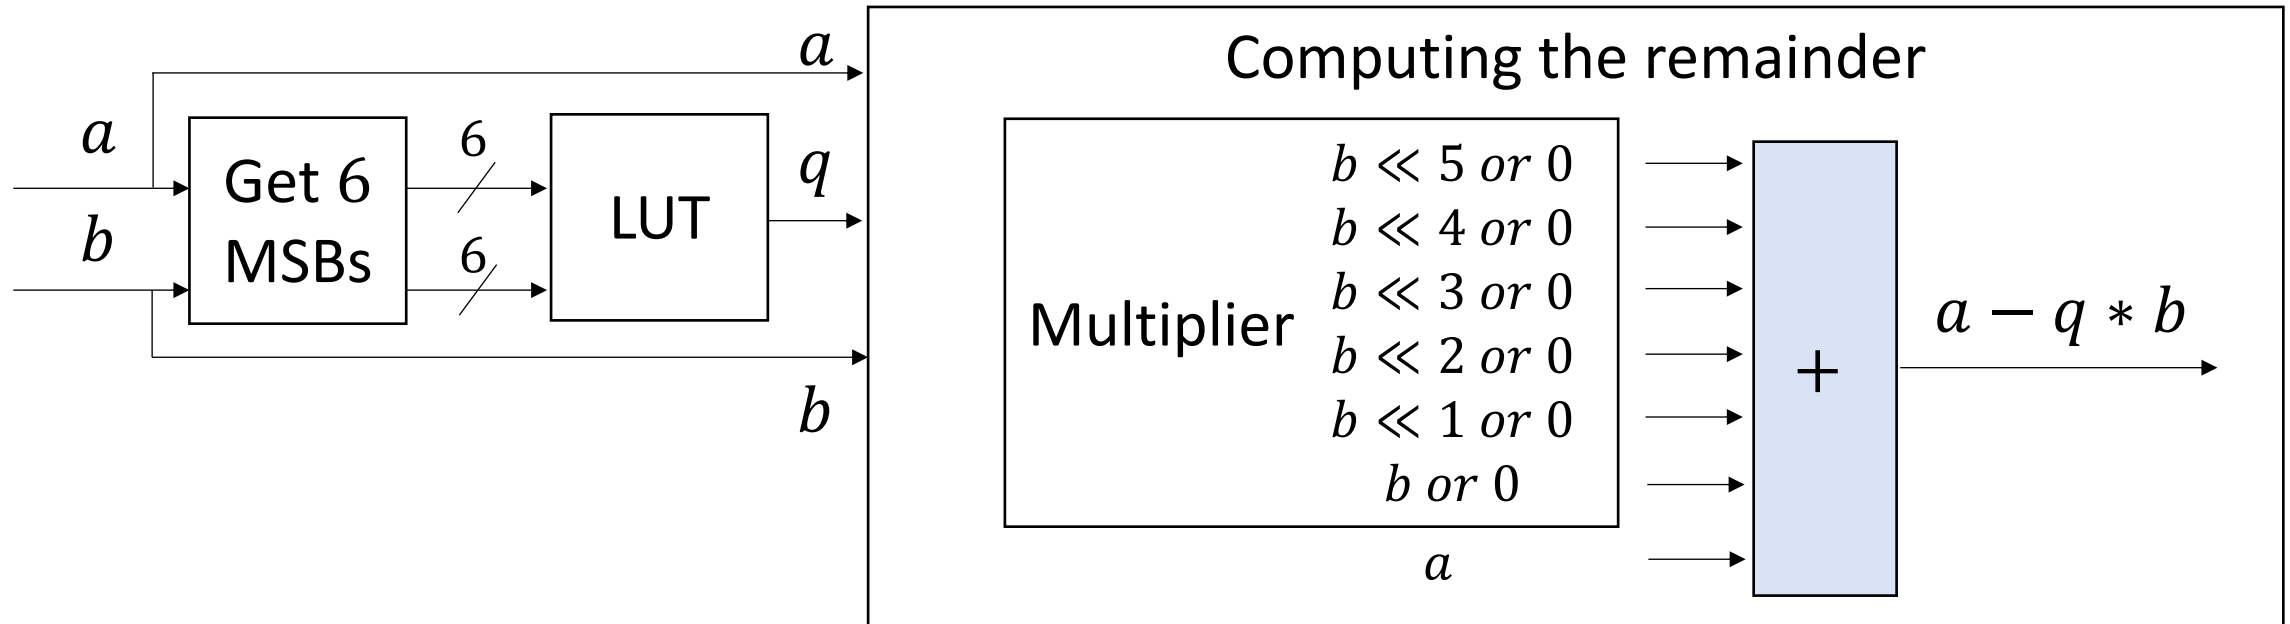 a
Computing the remainder
a
b
Get 6
MSBs
6
6
LUT
q
b
Multiplier
b ≪ 5 or 0
b ≪ 4 or 0
b ≪ 3 or 0
b ≪ 2 or 0
b ≪ 1 or 0
b or 0
a
+
a − q ∗ b